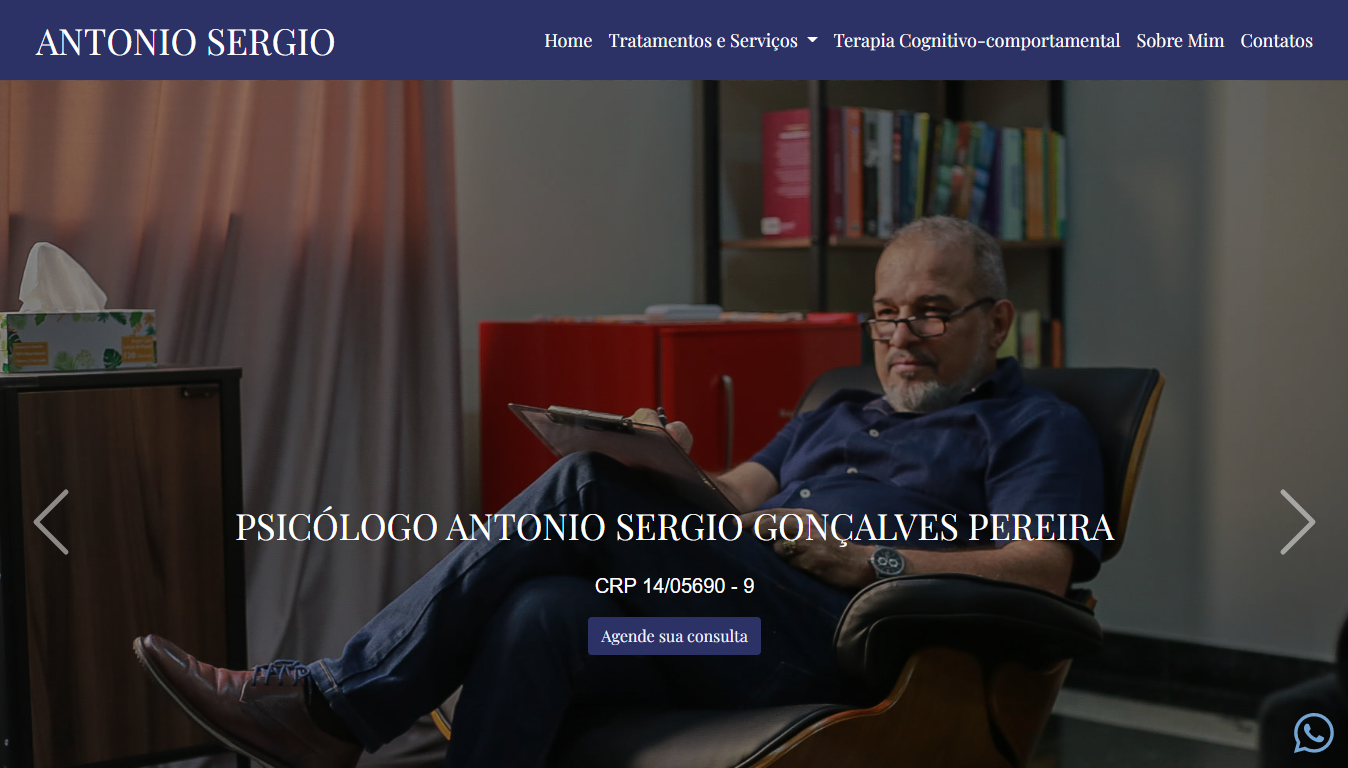 ANTONIO SERGIO
Home Tratamentos e Serviços Terapia Cognitivo-comportamental Sobre Mim Contatos
PSICÓLOGO ANTONIO SERGIO GONÇALVES PEREIRA
CRP 14/05690 - 9
Agende sua consulta